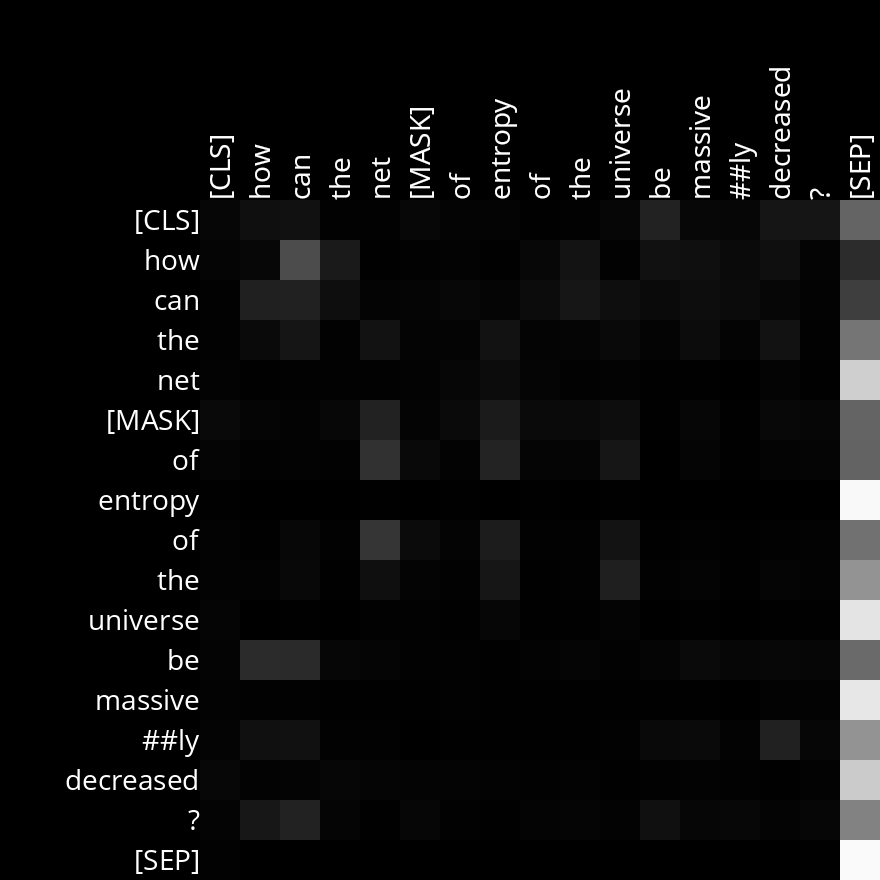 [CLS] how can the net [MASK] of entropy of the universe be massive ##ly decreased ? [SEP]
[CLS]
how
can
the
net
[MASK]
of
entropy
of
the
universe
be
massive
##ly
decreased
?
[SEP]